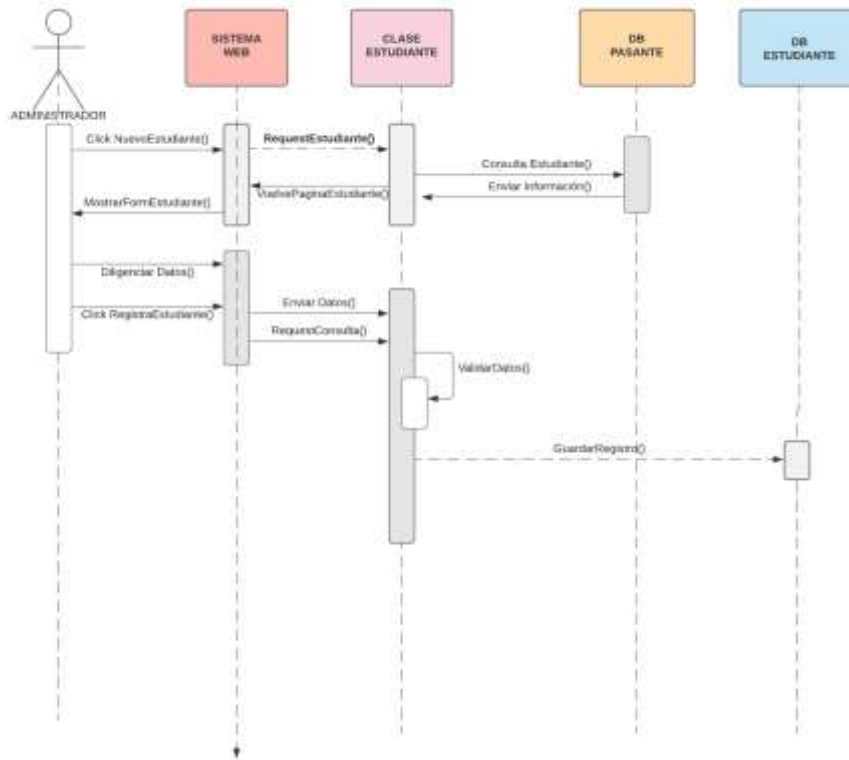 SISTEMA
WEB
CLASE
ESTUDIANTE
DB
PASANTE
DB
ESTUDIANTE
ADMINISTRADOR
Click NuevoEstudiante()
RequestEstudiante()
Consulta Estudiante()
Enviar Información()
VuelvePaginaEstudiante()
MostrarFormEstudiante()
Diligenciar Datos()
Click RegistraEstudiante()
Enviar Datos()
RequestConsulta()
ValidarDatos()
GuardarRegistro()